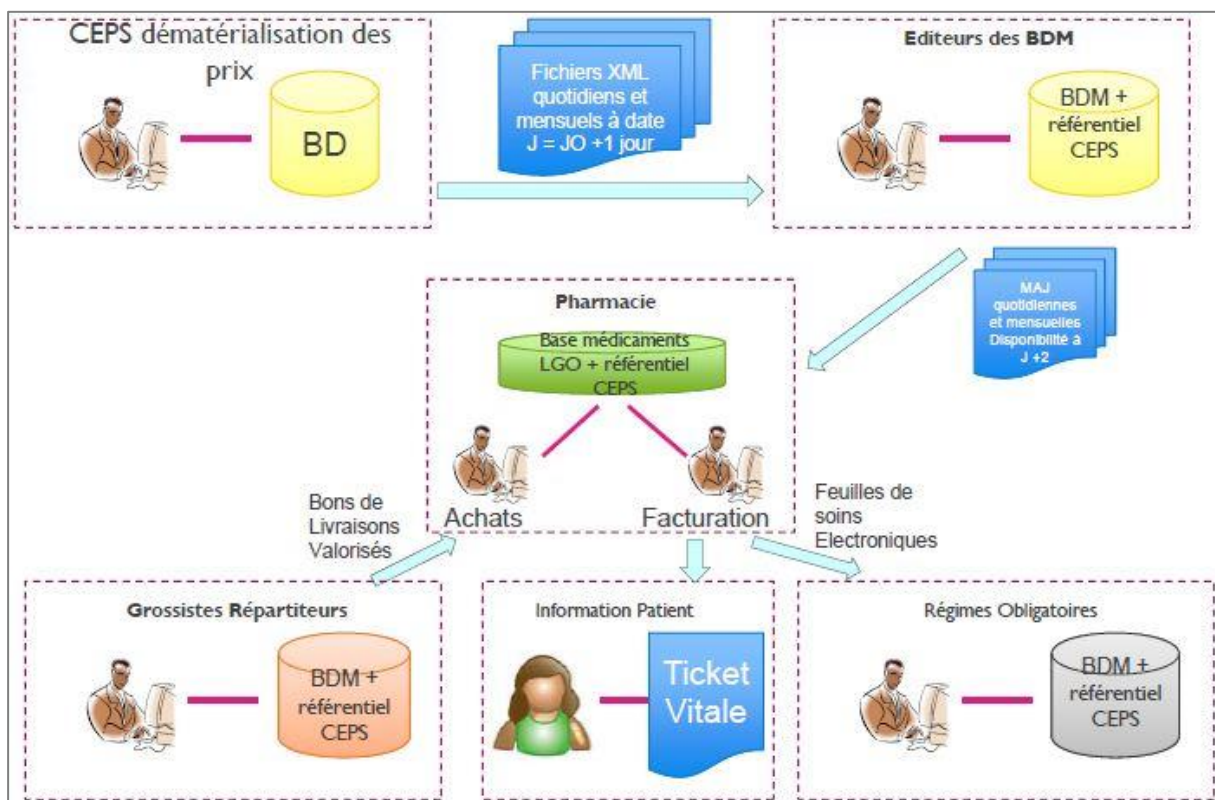 CEPS dématérialisation des
prix
BD
Fichiers XML
quotidiens et
mensuels à date
J = JO +1 jour
Editeurs des BDM
BDM +
référentiel
CEPS
MAJ
quotidiennes
et mensuelles
Disponibilité à
J +2
Pharmacie
Base médicaments
LGO + référentiel
CEPS
Achats
Facturation
Bons de
Livraisons
Valorisés
Feuilles de
soins
Electroniques
Grossistes Répartiteurs
BDM +
référentiel
CEPS
Information Patient
Ticket
Vitale
Régimes Obligatoires
BDM +
référentiel
CEPS